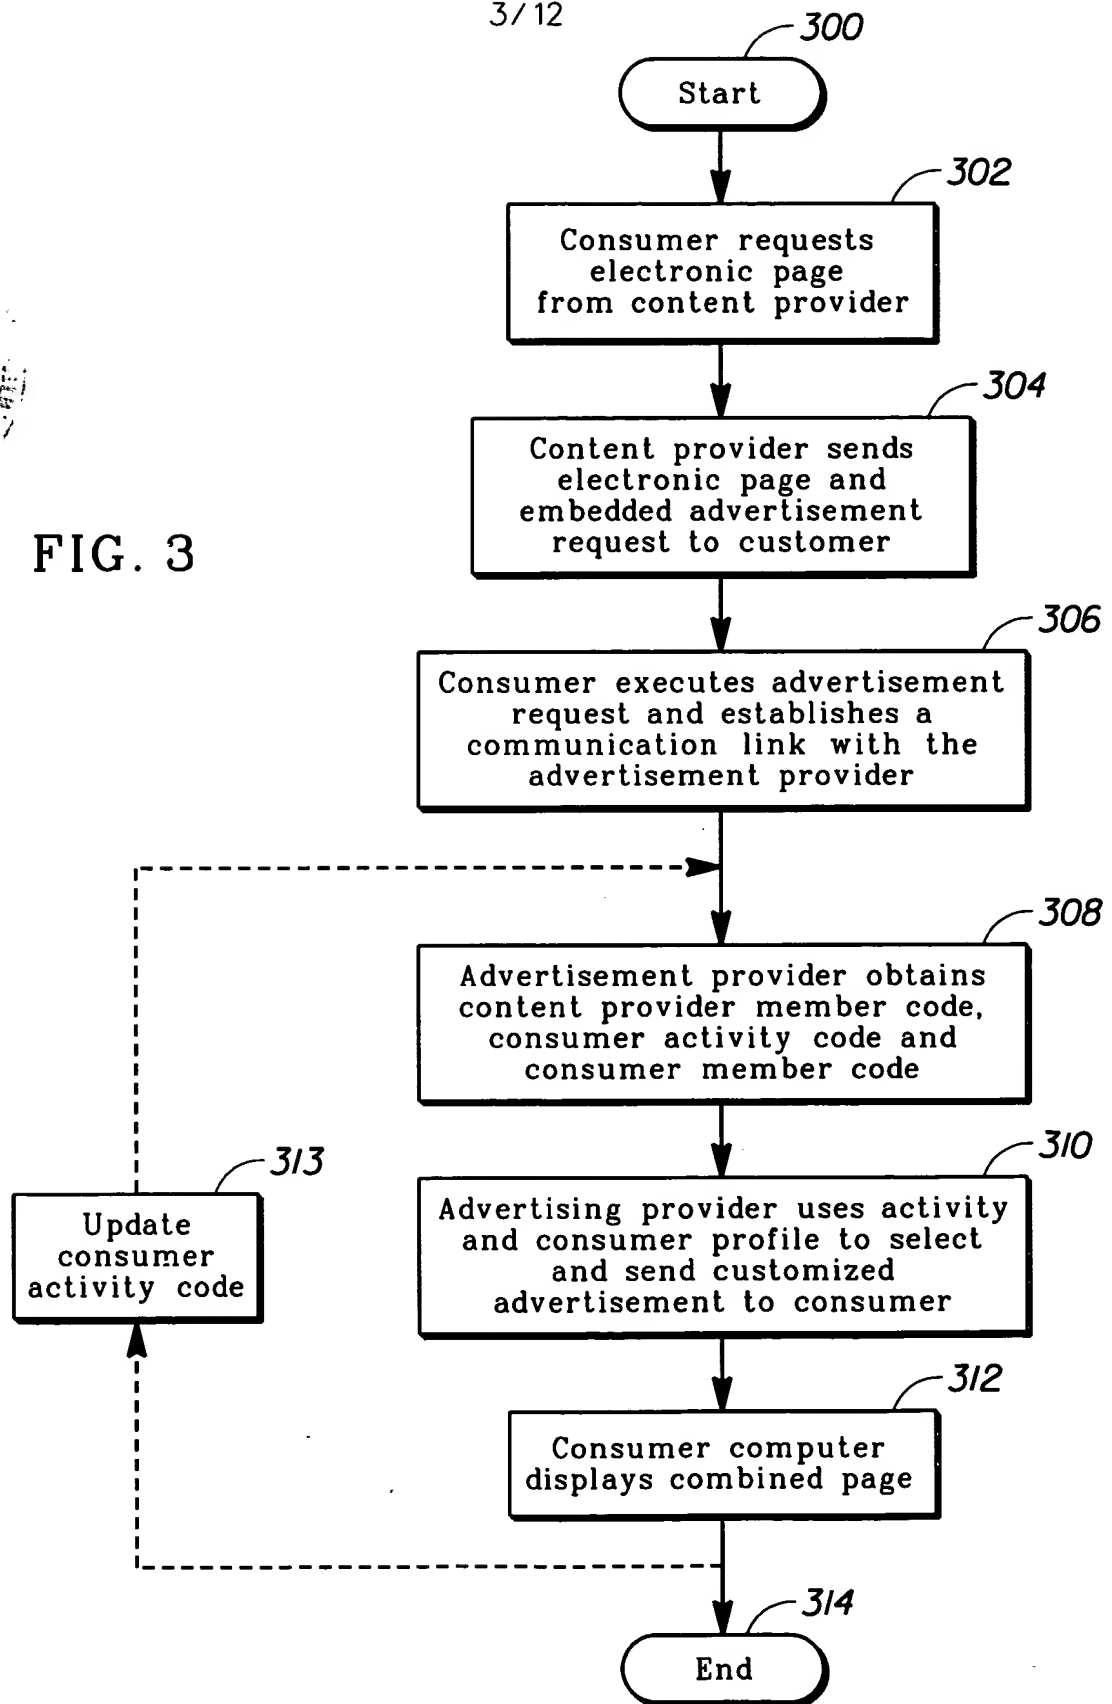 3/12
300
Start
302
Consumer requests
electronic page
from content provider
304
Content provider sends
electronic page and
embedded advertisement
request to customer
FIG. 3
306
Consumer executes advertisement
request and establishes a
communication link with the
advertisement provider
308
Advertisement provider obtains
content provider member code,
consumer activity code and
consumer member code
310
Advertising provider uses activity
and consumer profile to select
and send customized
advertisement to consumer
313
Update
consumer
activity code
312
Consumer computer
displays combined page
314
End